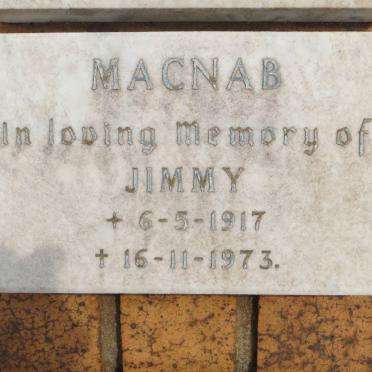 MACNAB
In loving Memory of
JIMMY
+ 6-5-1917
† 16-11-1973.